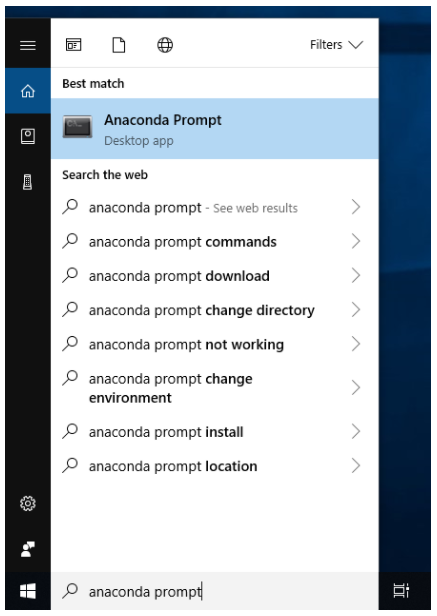 Filters
Best match
Anaconda Prompt
Desktop app
Search the web
anaconda prompt - See web results
anaconda prompt commands
anaconda prompt download
anaconda prompt change directory
anaconda prompt not working
anaconda prompt change
environment
anaconda prompt install
anaconda prompt location
anaconda prompt